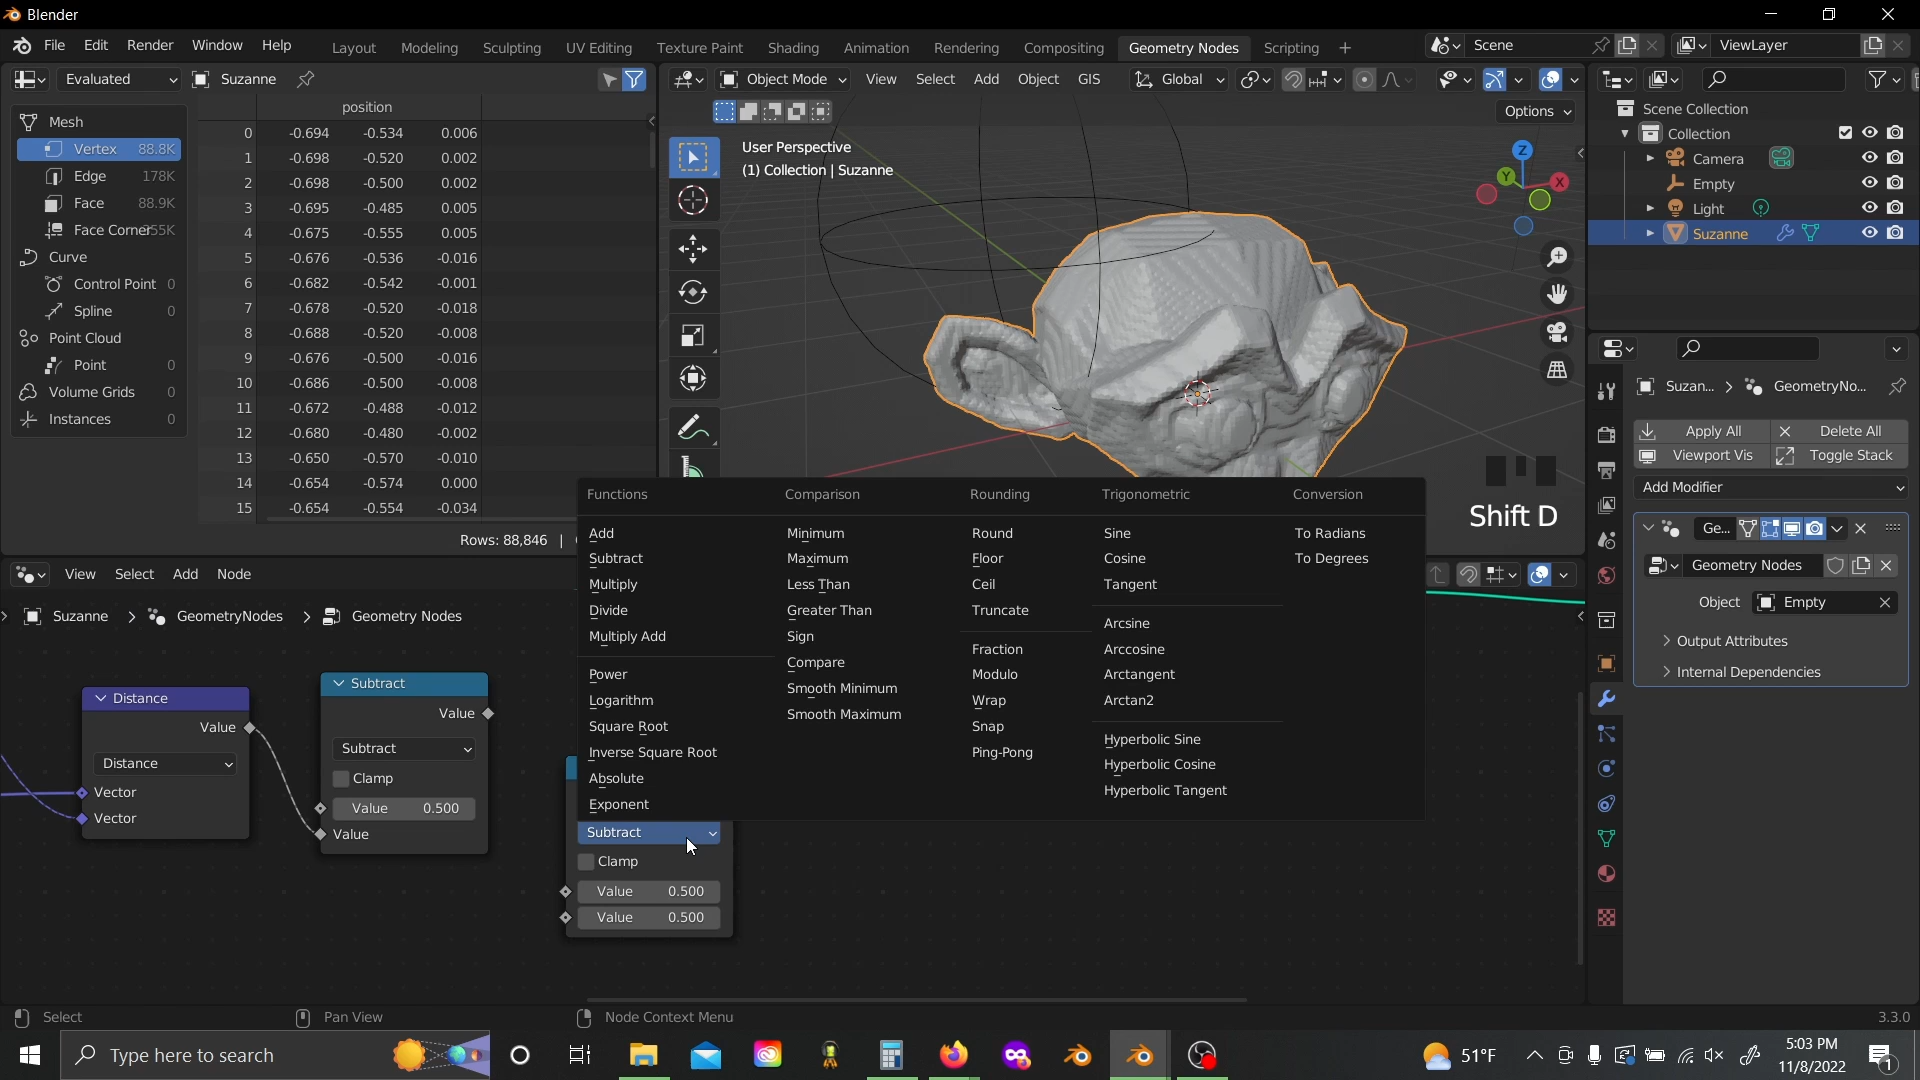 Blender
File Edit Render Window Help Layout Modeling Sculpting UV Editing Texture Paint Shading Animation Rendering Compositing Geometry Nodes Scripting + Scene ViewLayer
Evaluated Suzanne
Object Mode View Select Add Object GIS Global
Options
position
Mesh
Vertex 88.8K
Edge 178K
Face 88.9K
Face Corner 55K
Curve
Control Point 0
Spline 0
Point Cloud
Point 0
Volume Grids 0
Instances 0
0 -0.694 -0.534 0.006
1 -0.698 -0.520 0.002
2 -0.698 -0.500 0.002
3 -0.695 -0.485 0.005
4 -0.675 -0.555 0.005
5 -0.676 -0.536 -0.016
6 -0.682 -0.542 -0.001
7 -0.678 -0.520 -0.018
8 -0.688 -0.520 -0.008
9 -0.676 -0.500 -0.016
10 -0.686 -0.500 -0.008
11 -0.672 -0.488 -0.012
12 -0.680 -0.480 -0.002
13 -0.650 -0.570 -0.010
14 -0.654 -0.574 0.000
15 -0.654 -0.554 -0.034
Rows: 88,846 |
User Perspective
(1) Collection | Suzanne
Z
Y
X
Shift D
Scene Collection
Collection
Camera
Empty
Light
Suzanne
Suzan... > GeometryNo...
Apply All Delete All
Viewport Vis Toggle Stack
Add Modifier
Ge...
Geometry Nodes
Object Empty
Output Attributes
Internal Dependencies
View Select Add Node
Suzanne > GeometryNodes > Geometry Nodes
Distance
Value
Distance
Vector
Vector
Subtract
Value
Subtract
Clamp
Value 0.500
Value
Functions
Add
Subtract
Multiply
Divide
Multiply Add
Power
Logarithm
Square Root
Inverse Square Root
Absolute
Exponent
Comparison
Minimum
Maximum
Less Than
Greater Than
Sign
Compare
Smooth Minimum
Smooth Maximum
Rounding
Round
Floor
Ceil
Truncate
Fraction
Modulo
Wrap
Snap
Ping-Pong
Trigonometric
Sine
Cosine
Tangent
Arcsine
Arccosine
Arctangent
Arctan2
Hyperbolic Sine
Hyperbolic Cosine
Hyperbolic Tangent
Conversion
To Radians
To Degrees
Subtract
Clamp
Value 0.500
Value 0.500
Select Pan View Node Context Menu 3.3.0
Type here to search
51°F
5:03 PM
11/8/2022
1